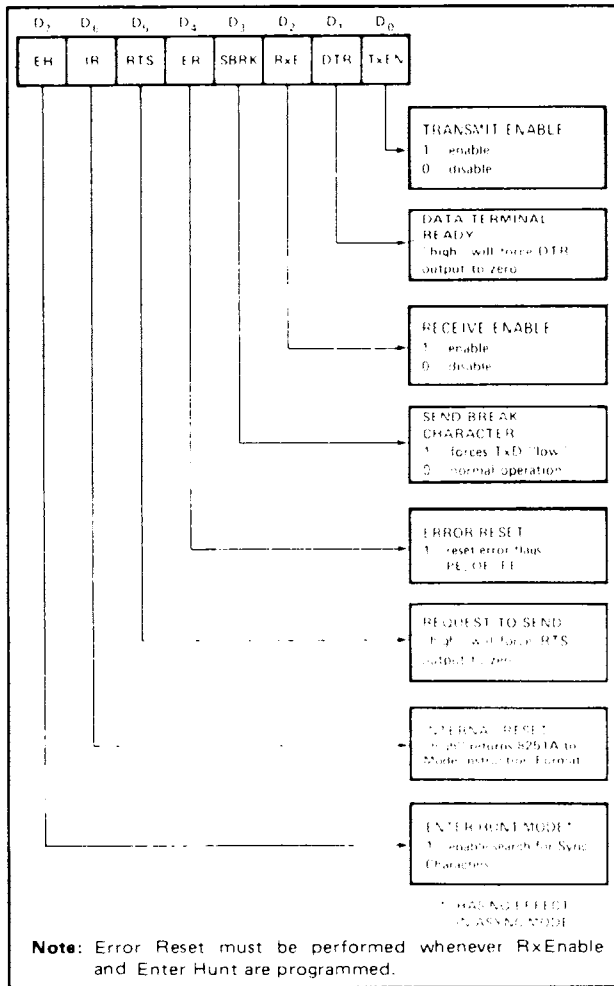 D7 D6 D5 D4 D3 D2 D1 D0
EH IR RTS ER SBRK RxE DTR TxEN
TRANSMIT ENABLE
1 enable
0 disable
DATA TERMINAL
READY
"high" will force DTR
output to zero
RECEIVE ENABLE
1 enable
0 disable
SEND BREAK
CHARACTER
1 forces TxD "low"
0 normal operation
ERROR RESET
1 reset error flags
PE, OE, FE
REQUEST TO SEND
"high" will force RTS
output to zero
INTERNAL RESET
"high" returns 8251A to
Mode Instruction Format
ENTER HUNT MODE*
1 enable search for Sync
Characters
* HAS NO EFFECT
IN ASYNC MODE
Note: Error Reset must be performed whenever RxEnable
and Enter Hunt are programmed.